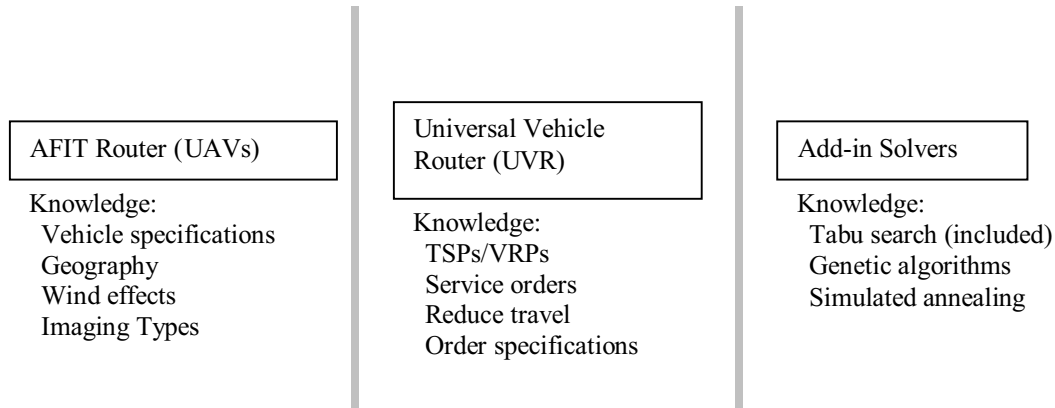 AFIT Router (UAVs)
Knowledge:
Vehicle specifications
Geography
Wind effects
Imaging Types
Universal Vehicle
Router (UVR)
Knowledge:
TSPs/VRPs
Service orders
Reduce travel
Order specifications
Add-in Solvers
Knowledge:
Tabu search (included)
Genetic algorithms
Simulated annealing